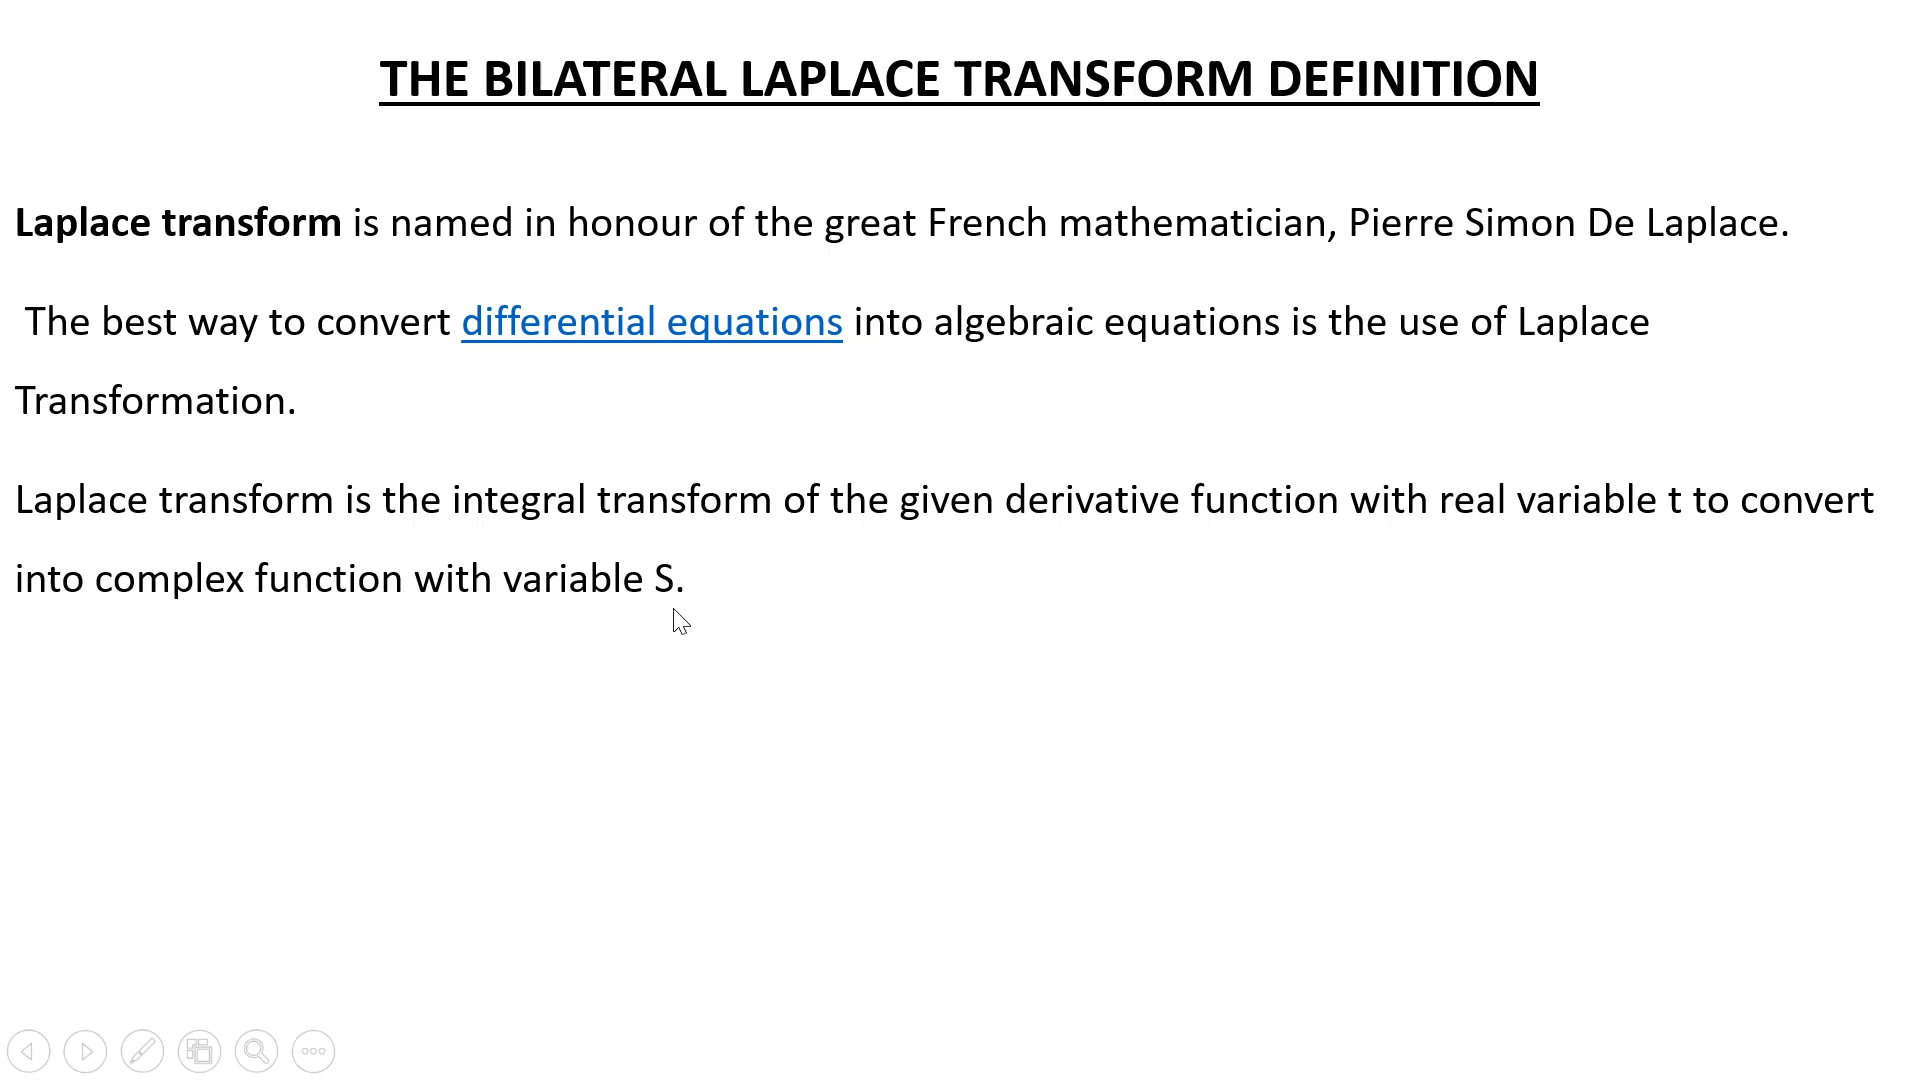 THE BILATERAL LAPLACE TRANSFORM DEFINITION
Laplace transform is named in honour of the great French mathematician, Pierre Simon De Laplace.
The best way to convert differential equations into algebraic equations is the use of Laplace
Transformation.
Laplace transform is the integral transform of the given derivative function with real variable t to convert
into complex function with variable S.